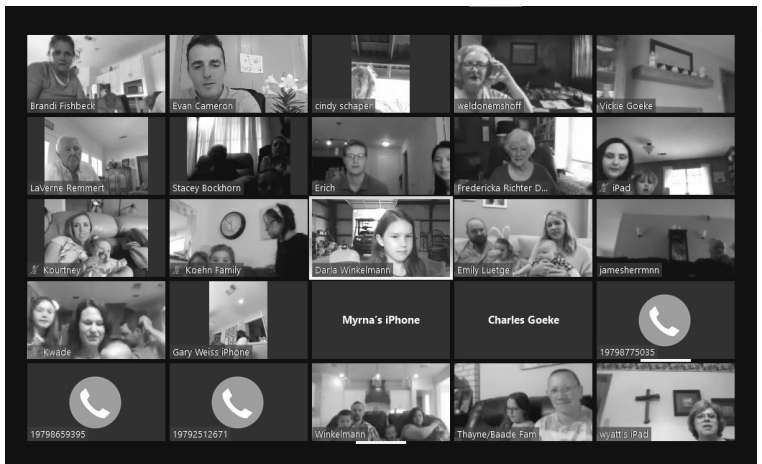 Brandi Fishbeck
Evan Cameron
cindy schaper
weldonemshoff
Vickie Goeke
LaVerne Remmert
Stacey Bockhorn
Erich
Fredericka Richter D...
iPad
Kourtney
Koehn Family
Darla Winkelmann
Emily Luetge
jamesherrmnn
Kwade
Gary Weiss iPhone
Myrna's iPhone
Charles Goeke
19798775035
19798659395
19792512671
Winkelmann
Thayne/Baade Fam
wyatt's iPad